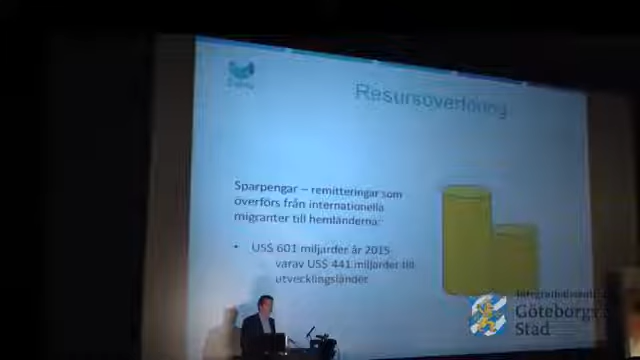 Resursöverföring
Sparpengar – remitteringar som
överförs från internationella
migranter till hemländerna:
• US$ 601 miljarder år 2015
varav US$ 441 miljarder till
utvecklingsländer
Göteborgs
Stad